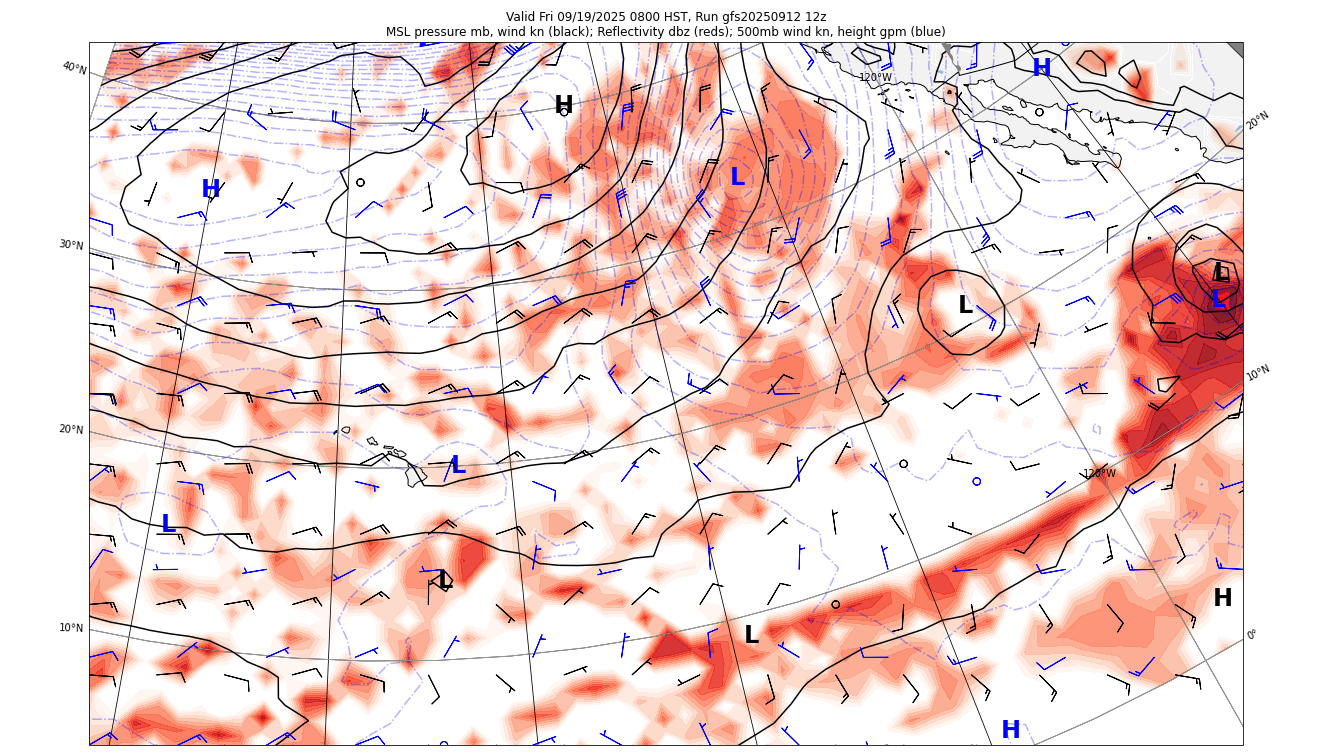 Valid Fri 09/19/2025 0800 HST, Run gfs20250912 12z
MSL pressure mb, wind kn (black); Reflectivity dbz (reds); 500mb wind kn, height gpm (blue)
40°N
H
120°W
H
20°N
H
L
30°N
L
L
L
10°N
20°N
L
120°W
L
L
H
10°N
L
0°
H